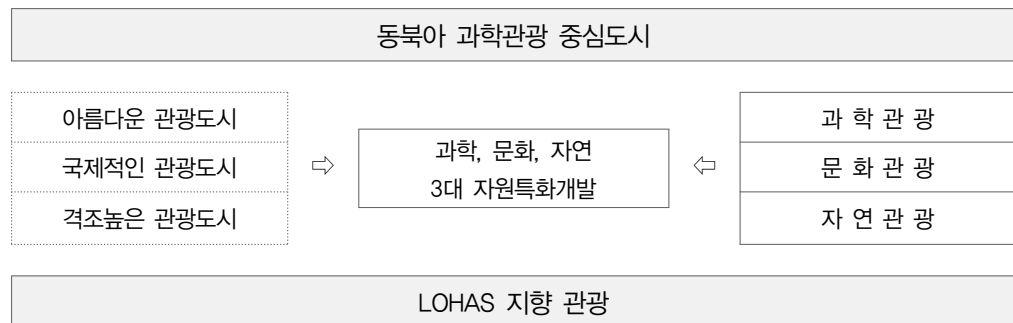 동북아 과학관광 중심도시
아름다운 관광도시
국제적인 관광도시
격조높은 관광도시
⇨
과학, 문화, 자연
3대 자원특화개발
⇦
과 학 관 광
문 화 관 광
자 연 관 광
LOHAS 지향 관광